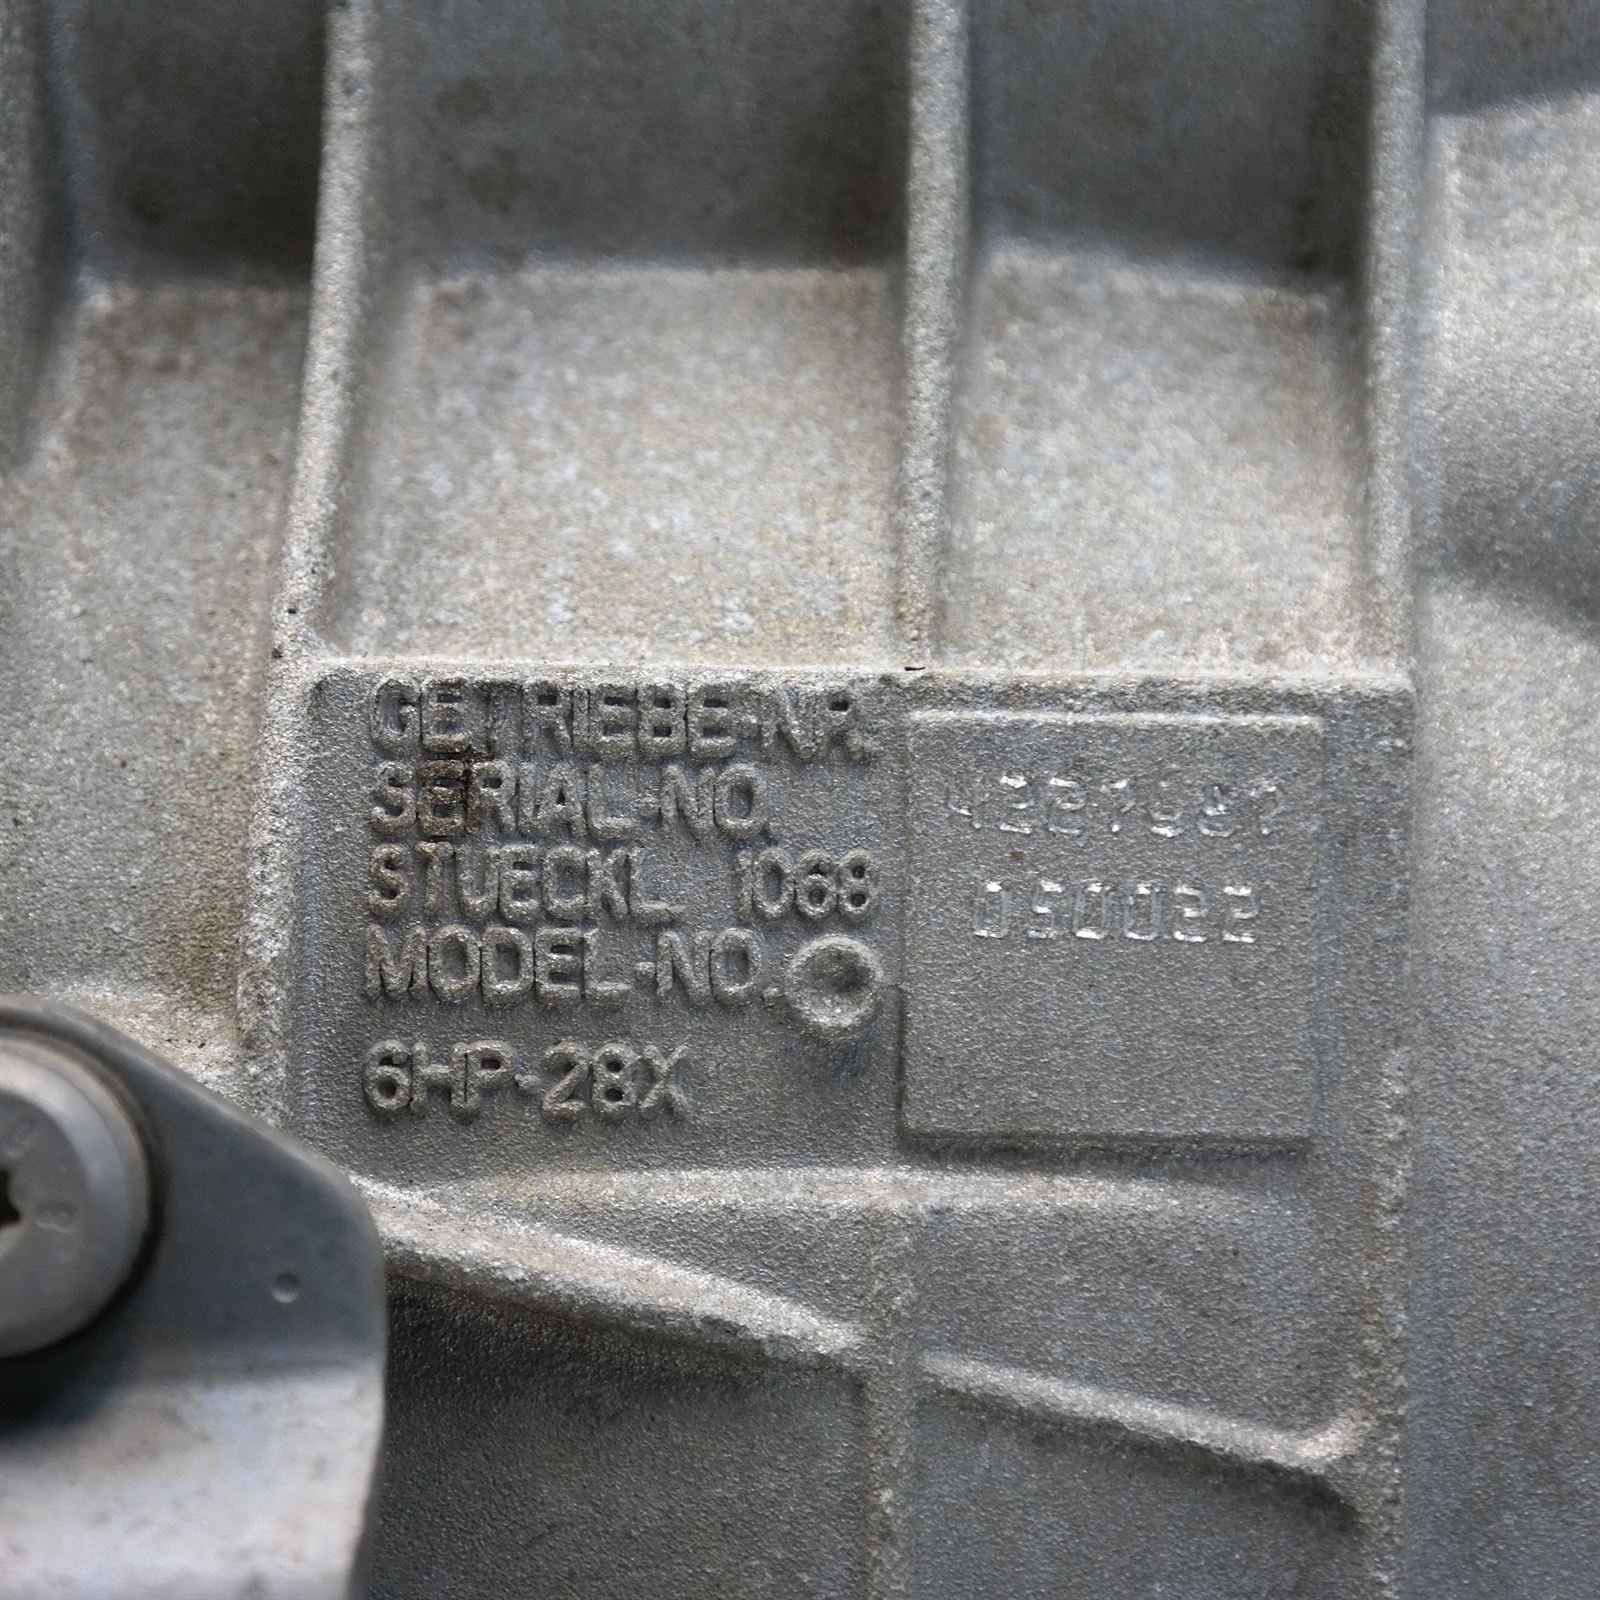 GETRIEBE-NR.
SERIAL-NO.
STUECKL. 1068
050022
MODEL-NO.
6HP-28X